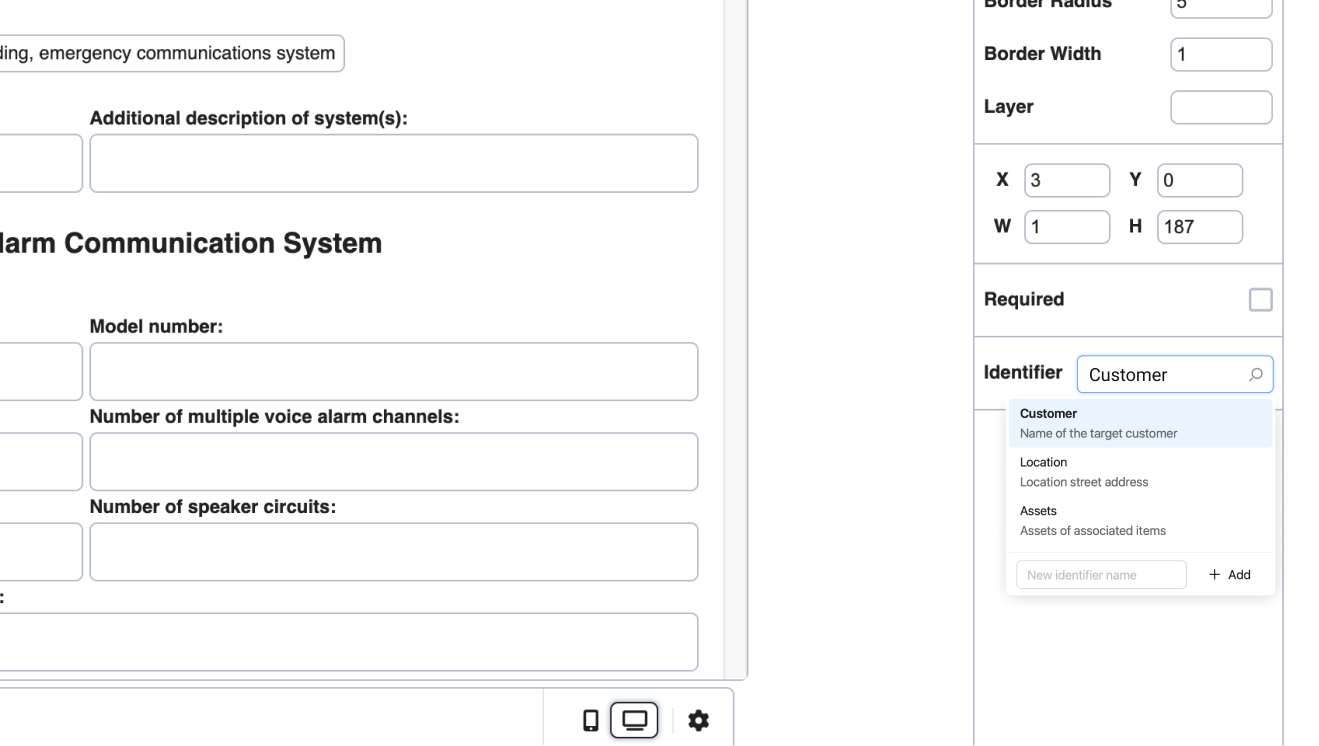 Border Radius 5
ding, emergency communications system
Border Width 1
Layer
Additional description of system(s):
X 3 Y 0
W 1 H 187
larm Communication System
Required
Model number:
Identifier Customer
Customer
Name of the target customer
Number of multiple voice alarm channels:
Location
Location street address
Number of speaker circuits:
Assets
Assets of associated items
New identifier name + Add
: